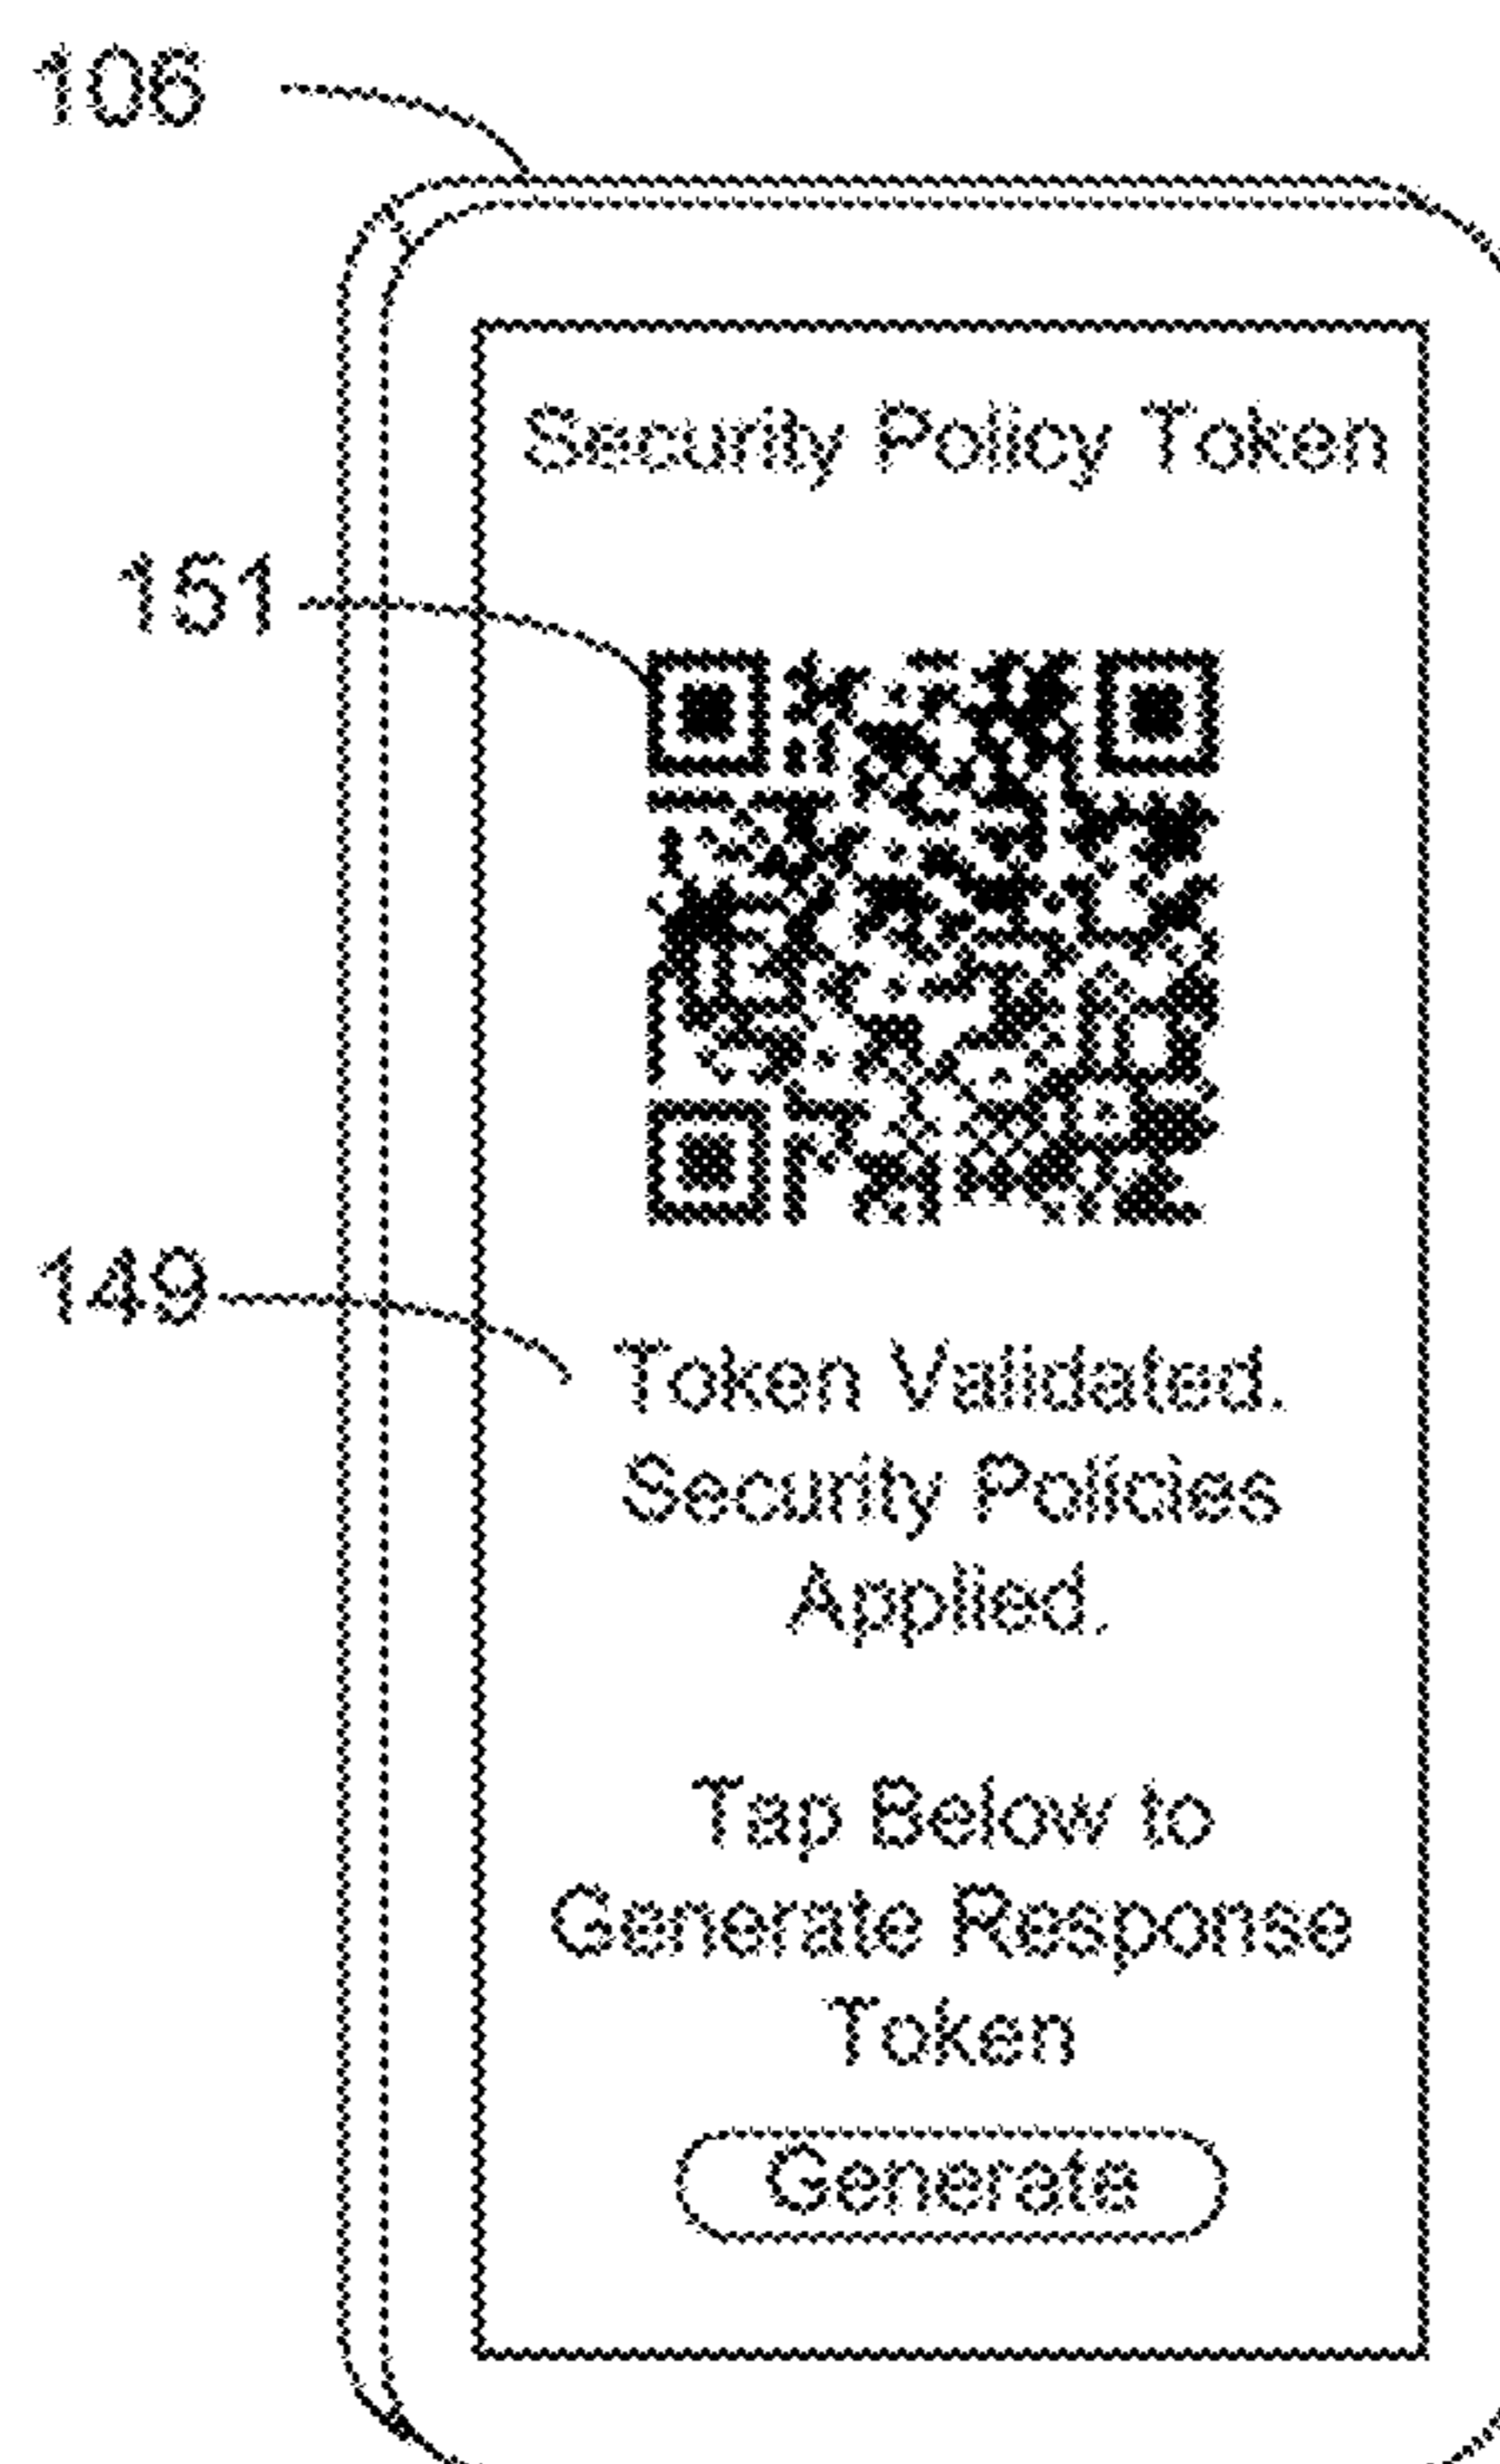 106
Security Policy Token
151
149
Token Validated.
Security Policies
Applied.
Tap Below to
Generate Response
Token
Generate